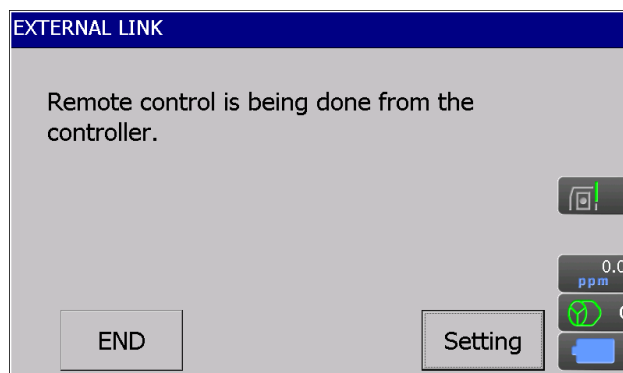 EXTERNAL LINK
Remote control is being done from the
controller.
0.0
ppm
END
Setting